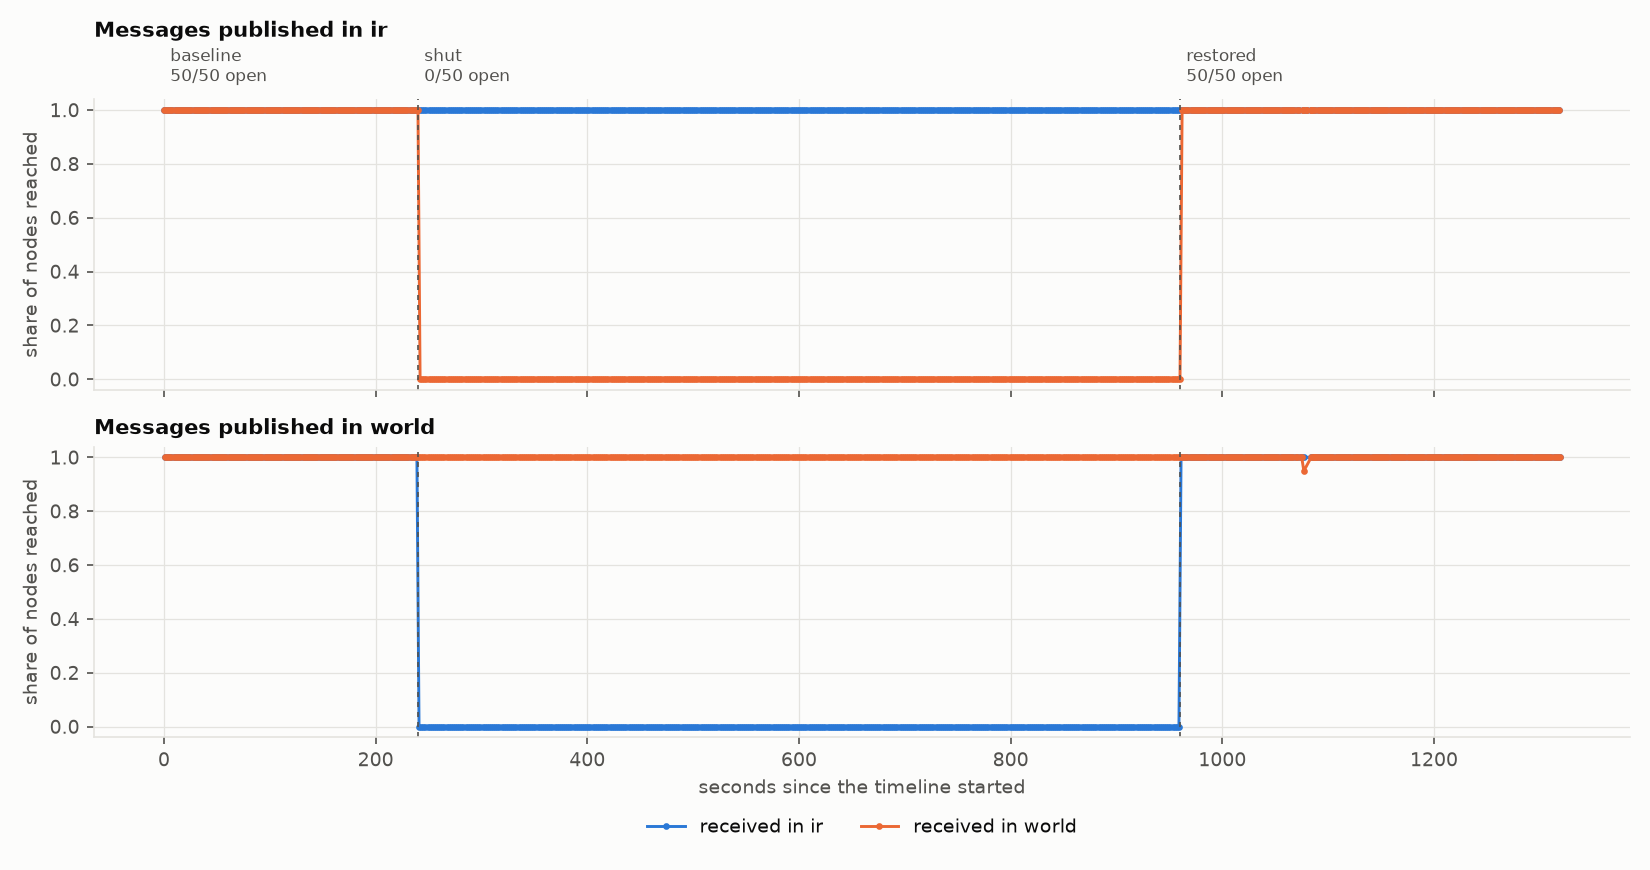 Messages published in ir
baseline
50/50 open
shut
0/50 open
restored
50/50 open
share of nodes reached
1.0
0.8
0.6
0.4
0.2
0.0
Messages published in world
share of nodes reached
1.0
0.8
0.6
0.4
0.2
0.0
0 200 400 600 800 1000 1200
seconds since the timeline started
received in ir received in world